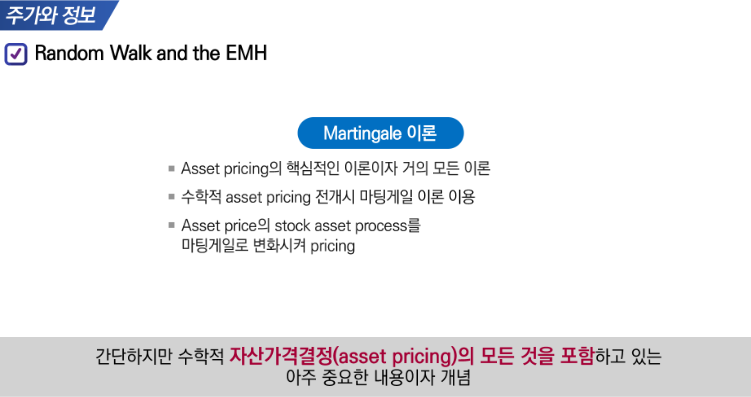 주가와 정보
Random Walk and the EMH
Martingale 이론
Asset pricing의 핵심적인 이론이자 거의 모든 이론
수학적 asset pricing 전개시 마팅게일 이론 이용
Asset price의 stock asset process를
마팅게일로 변화시켜 pricing
간단하지만 수학적 자산가격결정(asset pricing)의 모든 것을 포함하고 있는
아주 중요한 내용이자 개념